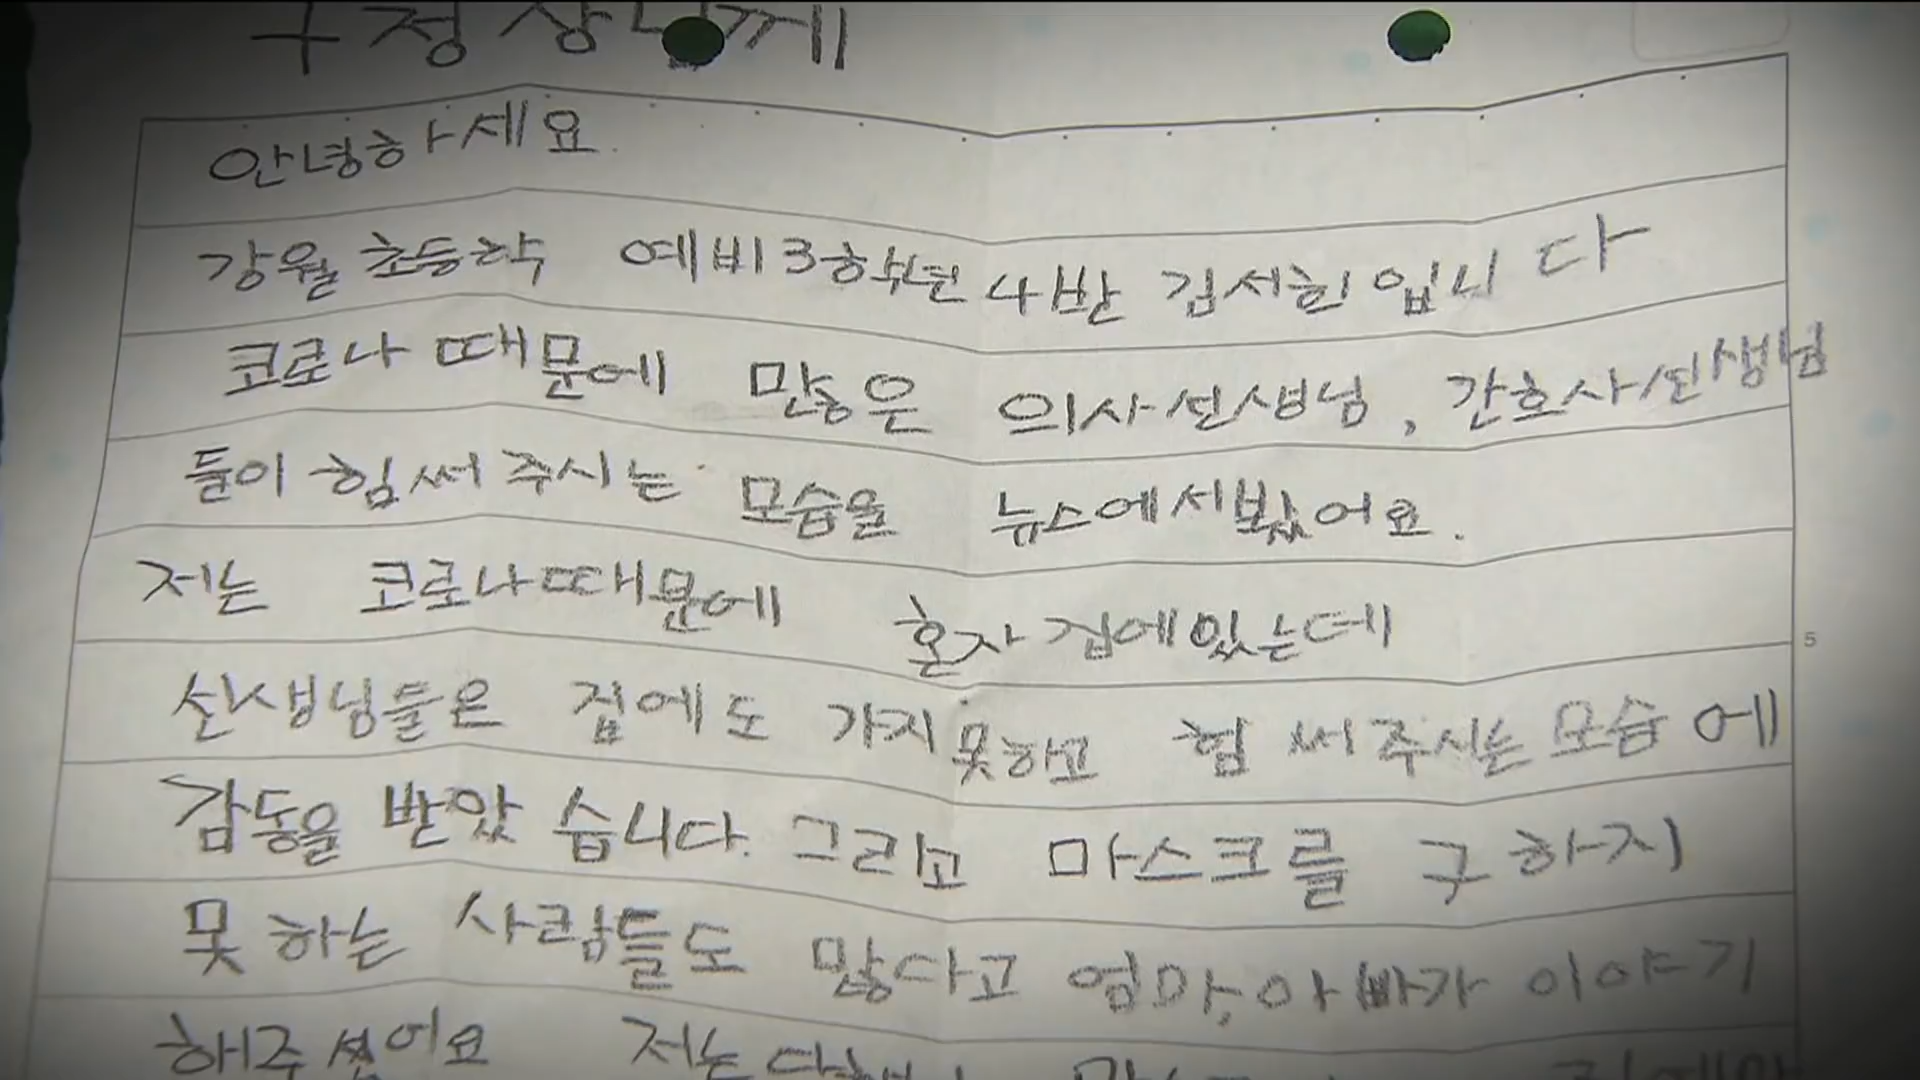 구청장님께
안녕하세요.
강월초등학 예비3학년 4반 김서희입니다
코로나 때문에 많은 의사선생님, 간호사선생님
들이 힘써 주시는 모습을 뉴스에서봤어요.
저는 코로나때문에 혼자 집에있는데
선생님들은 집에도 가지못하고 힘써주시는모습에
감동을 받았습니다. 그리고 마스크를 구하지
못하는 사람들도 많다고 엄마, 아빠가 이야기
해주셨어요 저는
5